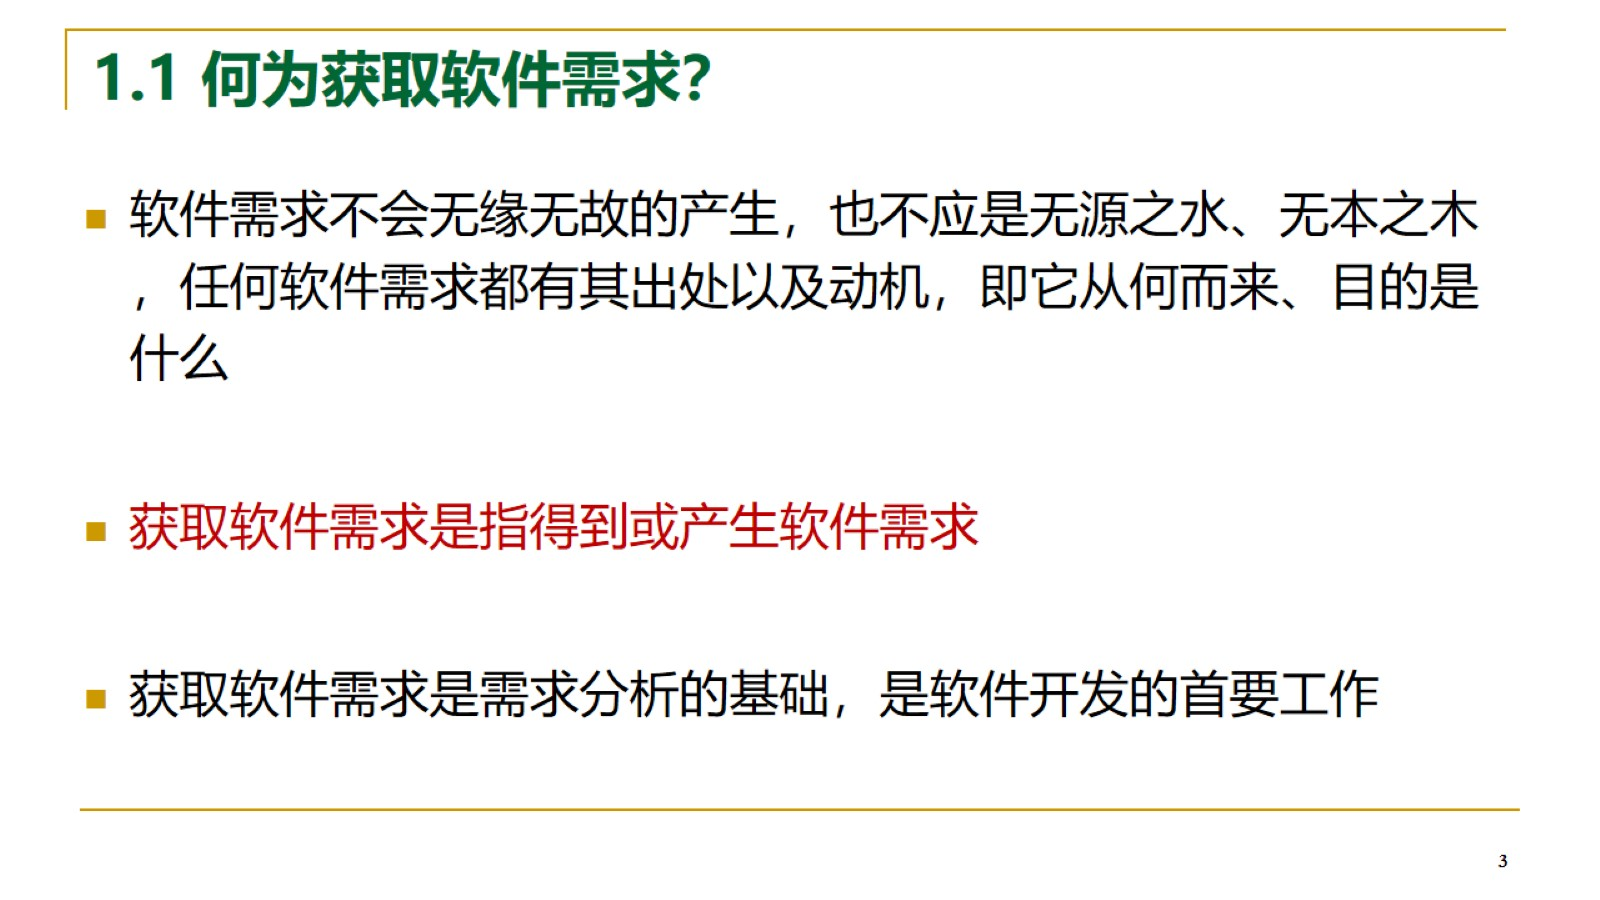 1.1 何为获取软件需求？
软件需求不会无缘无故的产生，也不应是无源之水、无本之木
，任何软件需求都有其出处以及动机，即它从何而来、目的是
什么
获取软件需求是指得到或产生软件需求
获取软件需求是需求分析的基础，是软件开发的首要工作
3